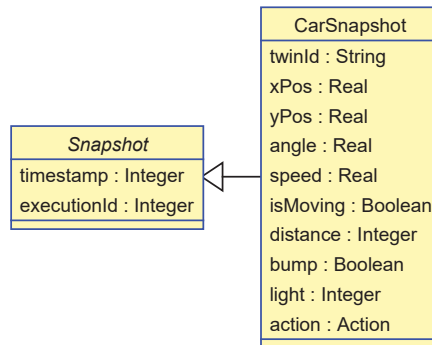 Snapshot
timestamp : Integer
executionId : Integer
CarSnapshot
twinId : String
xPos : Real
yPos : Real
angle : Real
speed : Real
isMoving : Boolean
distance : Integer
bump : Boolean
light : Integer
action : Action